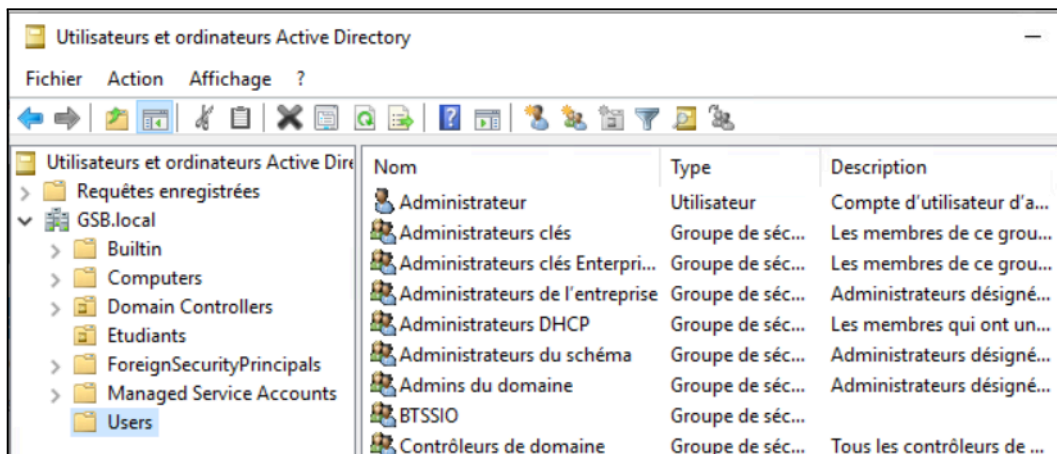 Utilisateurs et ordinateurs Active Directory
Fichier Action Affichage ?
Utilisateurs et ordinateurs Active Dire
Requêtes enregistrées
GSB.local
Builtin
Computers
Domain Controllers
Etudiants
ForeignSecurityPrincipals
Managed Service Accounts
Users
Nom Type Description
Administrateur Utilisateur Compte d'utilisateur d'a...
Administrateurs clés Groupe de séc... Les membres de ce grou...
Administrateurs clés Enterpri... Groupe de séc... Les membres de ce grou...
Administrateurs de l'entreprise Groupe de séc... Administrateurs désigné...
Administrateurs DHCP Groupe de séc... Les membres qui ont un...
Administrateurs du schéma Groupe de séc... Administrateurs désigné...
Admins du domaine Groupe de séc... Administrateurs désigné...
BTSSIO Groupe de séc...
Contrôleurs de domaine Groupe de séc... Tous les contrôleurs de ...